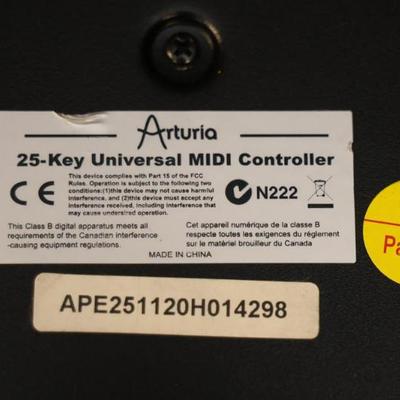 Arturia
25-Key Universal MIDI Controller
This device complies with Part 15 of the FCC
Rules. Operation is subject to the following two
conditions:(1)this device may not cause harmful
interference, and (2)this device must accept any
interference received, including interference that
may cause undersired operation.
CE
N222
This Class B digital apparatus meets all
requirements of the Canadian interference
-causing equipment regulations.
Cet appareil numérique de la classe B
respecte toutes les exigences du règlement
sur le matériel brouilleur du Canada
MADE IN CHINA
Pa
APE251120H014298